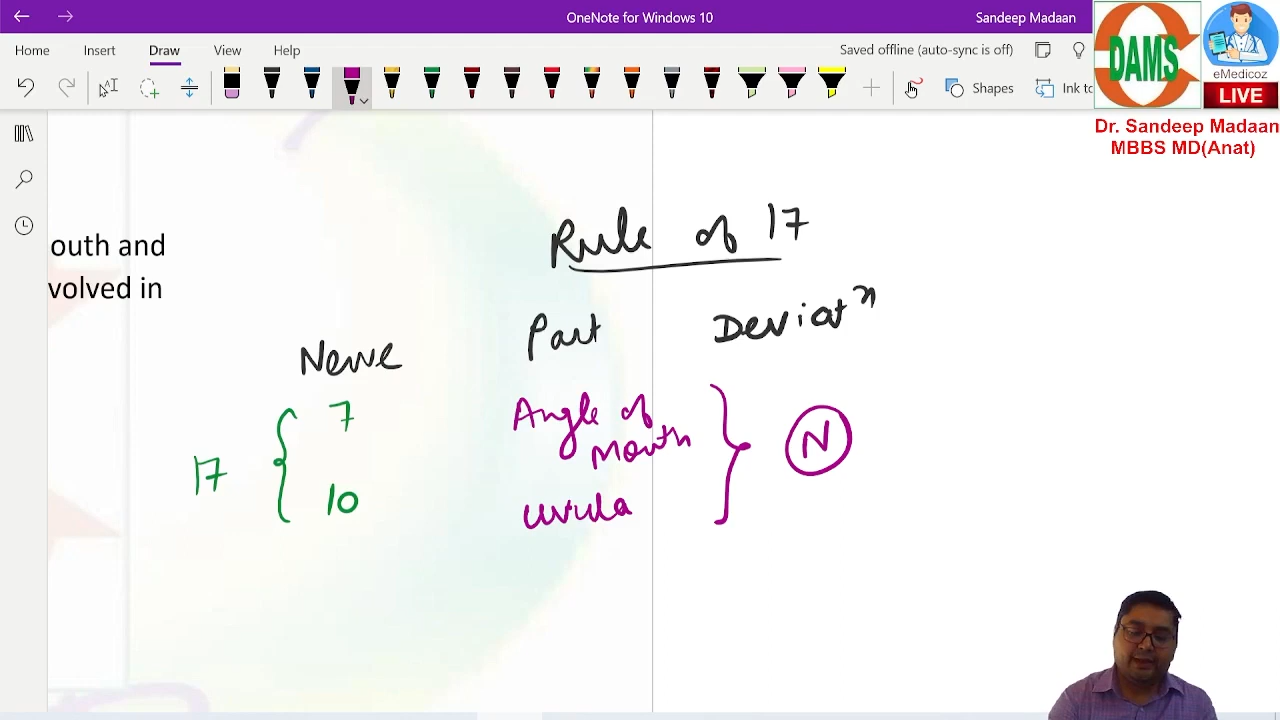 OneNote for Windows 10
Sandeep Madaan
Home Insert Draw View Help
Saved offline (auto-sync is off)
Shapes
Ink to
DAMS
eMedicoz
LIVE
Dr. Sandeep Madaan
MBBS MD(Anat)
outh and
volved in
Rule of 17
Nerve Part Deviatn
7 Angle of Mouth
17 N
10 uvula